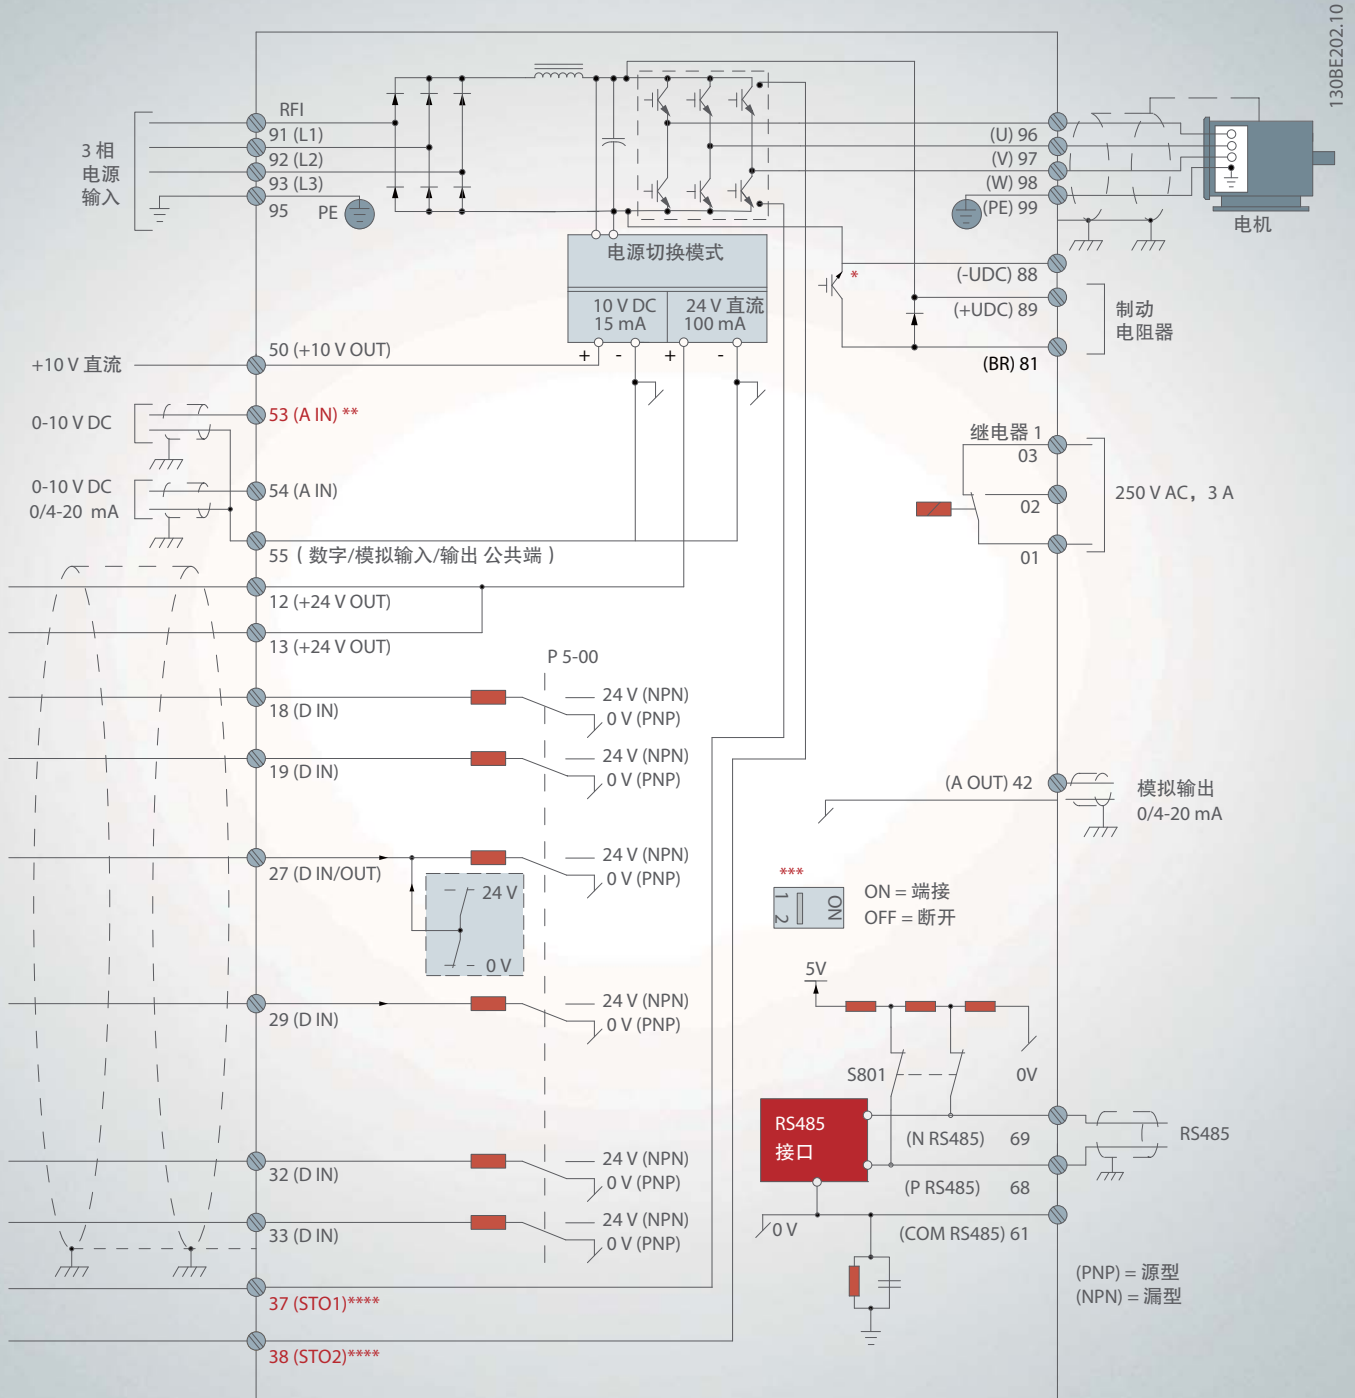 130BE202.10
3 相
电源
输入
RFI
91 (L1)
92 (L2)
93 (L3)
95
PE
(U) 96
(V) 97
(W) 98
(PE) 99
电机
电源切换模式
10 V DC
15 mA
24 V 直流
100 mA
+
-
+
-
*
(-UDC) 88
(+UDC) 89
(BR) 81
制动
电阻器
+10 V 直流
50 (+10 V OUT)
0-10 V DC
53 (A IN) **
0-10 V DC
0/4-20 mA
54 (A IN)
55 ( 数字/模拟输入/输出 公共端 )
继电器 1
03
02
01
250 V AC，3 A
12 (+24 V OUT)
13 (+24 V OUT)
P 5-00
18 (D IN)
24 V (NPN)
0 V (PNP)
19 (D IN)
24 V (NPN)
0 V (PNP)
27 (D IN/OUT)
24 V
0 V
24 V (NPN)
0 V (PNP)
29 (D IN)
24 V (NPN)
0 V (PNP)
32 (D IN)
24 V (NPN)
0 V (PNP)
33 (D IN)
24 V (NPN)
0 V (PNP)
37 (STO1)****
38 (STO2)****
(A OUT) 42
模拟输出
0/4-20 mA
***
1 2
ON
ON = 端接
OFF = 断开
5V
S801
0V
RS485
接口
(N RS485) 69
(P RS485) 68
RS485
0 V
(COM RS485) 61
(PNP) = 源型
(NPN) = 漏型